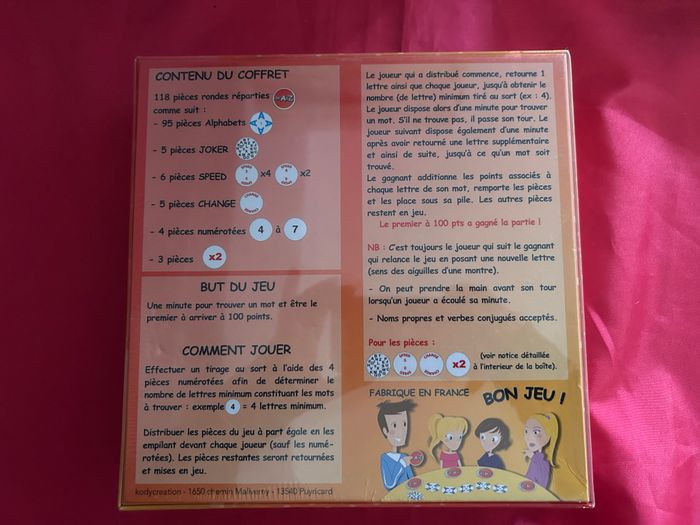 CONTENU DU COFFRET
118 pièces rondes réparties
comme suit :
- 95 pièces Alphabets
- 5 pièces JOKER
- 6 pièces SPEED x4 x2
- 5 pièces CHANGE
- 4 pièces numérotées 4 à 7
- 3 pièces x2
BUT DU JEU
Une minute pour trouver un mot et être le
premier à arriver à 100 points.
COMMENT JOUER
Effectuer un tirage au sort à l'aide des 4
pièces numérotées afin de déterminer le
nombre de lettres minimum constituant les mots
à trouver : exemple 4 = 4 lettres minimum.
Distribuer les pièces du jeu à part égale en les
empilant devant chaque joueur (sauf les numé-
rotées). Les pièces restantes seront retournées
et mises en jeu.
kodycreation - 1650 chemin Maliverny - 13540 Puyricard
Le joueur qui a distribué commence, retourne 1
lettre ainsi que chaque joueur, jusqu'à obtenir le
nombre (de lettre) minimum tiré au sort (ex : 4).
Le joueur dispose alors d'une minute pour trouver
un mot. S'il ne trouve pas, il passe son tour. Le
joueur suivant dispose également d'une minute
après avoir retourné une lettre supplémentaire
et ainsi de suite, jusqu'à ce qu'un mot soit
trouvé.
Le gagnant additionne les points associés à
chaque lettre de son mot, remporte les pièces
et les place sous sa pile. Les autres pièces
restent en jeu.
Le premier à 100 pts a gagné la partie !
NB : C'est toujours le joueur qui suit le gagnant
qui relance le jeu en posant une nouvelle lettre
(sens des aiguilles d'une montre).
- On peut prendre la main avant son tour
lorsqu'un joueur a écoulé sa minute.
- Noms propres et verbes conjugués acceptés.
Pour les pièces :
SPEED CHANGE x2 (voir notice détaillée
à l'interieur de la boîte).
FABRIQUE EN FRANCE
BON JEU !